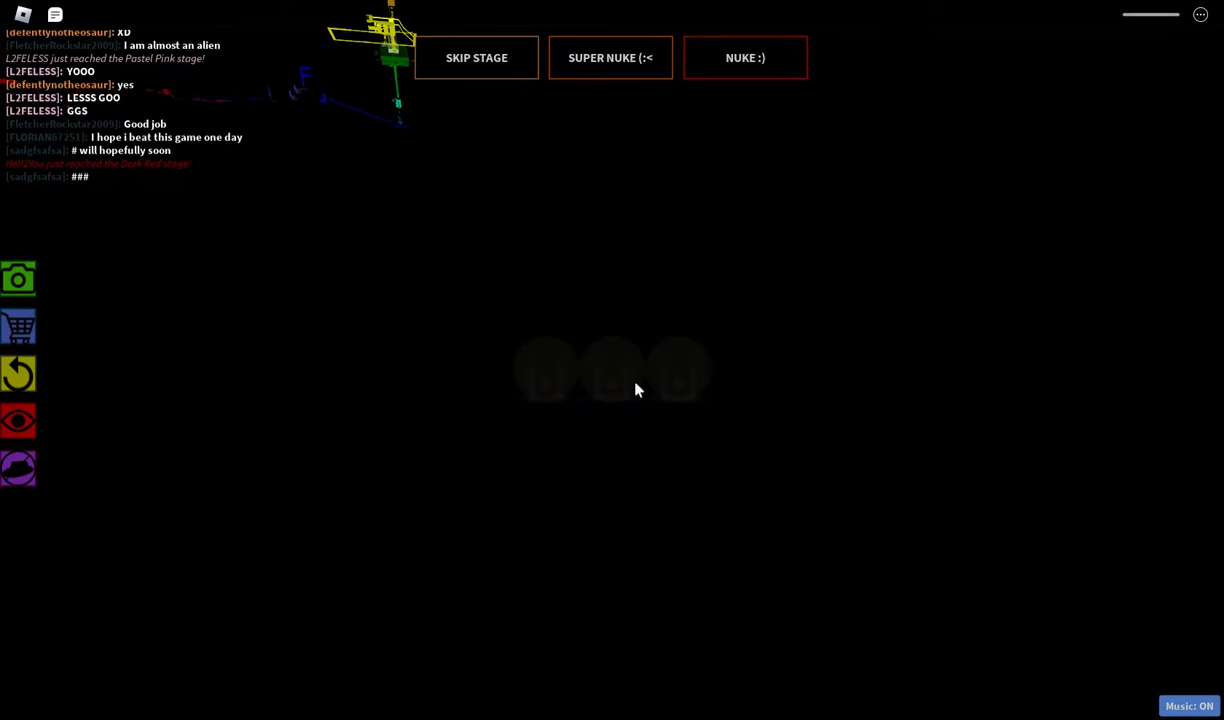 [defentlynotheosaur]: XD
[FletcherRockstar2009]: I am almost an alien
L2FELESS just reached the Pastel Pink stage!
[L2FELESS]: YOOO
[defentlynotheosaur]: yes
[L2FELESS]: LESSS GOO
[L2FELESS]: GGS
[FletcherRockstar2009]: Good job
[FLORIAN67251]: I hope i beat this game one day
[sadgfsafsa]: # will hopefully soon
Hell2You just reached the Dark Red stage!
[sadgfsafsa]: ###
SKIP STAGE
SUPER NUKE (:<
NUKE :)
F
Music: ON